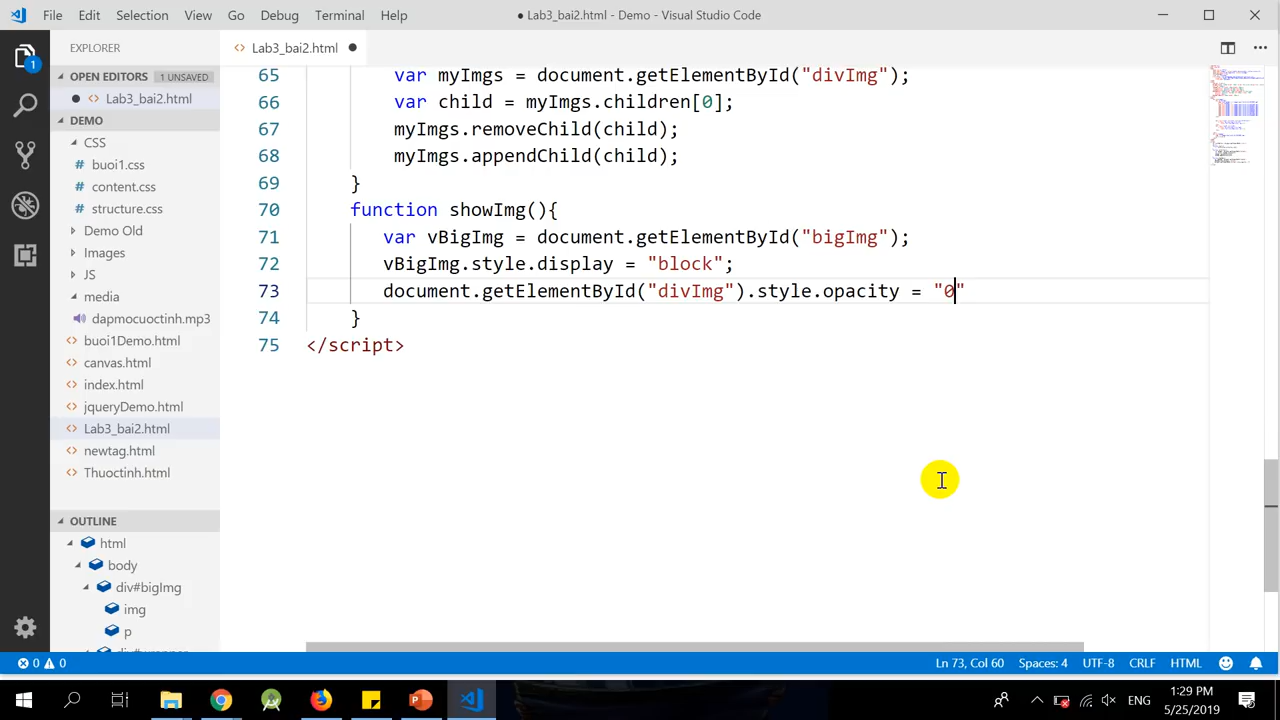 File Edit Selection View Go Debug Terminal Help
● Lab3_bai2.html - Demo - Visual Studio Code
EXPLORER
OPEN EDITORS 1 UNSAVED
Lab3_bai2.html
DEMO
CSS
# buoi1.css
# content.css
# structure.css
Demo Old
Images
JS
media
dapmocuoctinh.mp3
<> buoi1Demo.html
<> canvas.html
<> index.html
<> jqueryDemo.html
<> Lab3_bai2.html
<> newtag.html
<> Thuoctinh.html
OUTLINE
html
body
div#bigImg
img
p
1
<> Lab3_bai2.html ●
65 var myImgs = document.getElementById("divImg");
66 var child = myImgs.children[0];
67 myImgs.removeChild(child);
68 myImgs.appendChild(child);
69 }
70 function showImg(){
71 var vBigImg = document.getElementById("bigImg");
72 vBigImg.style.display = "block";
73 document.getElementById("divImg").style.opacity = "0"
74 }
75 </script>
0 0
Ln 73, Col 60 Spaces: 4 UTF-8 CRLF HTML
ENG
1:29 PM
5/25/2019